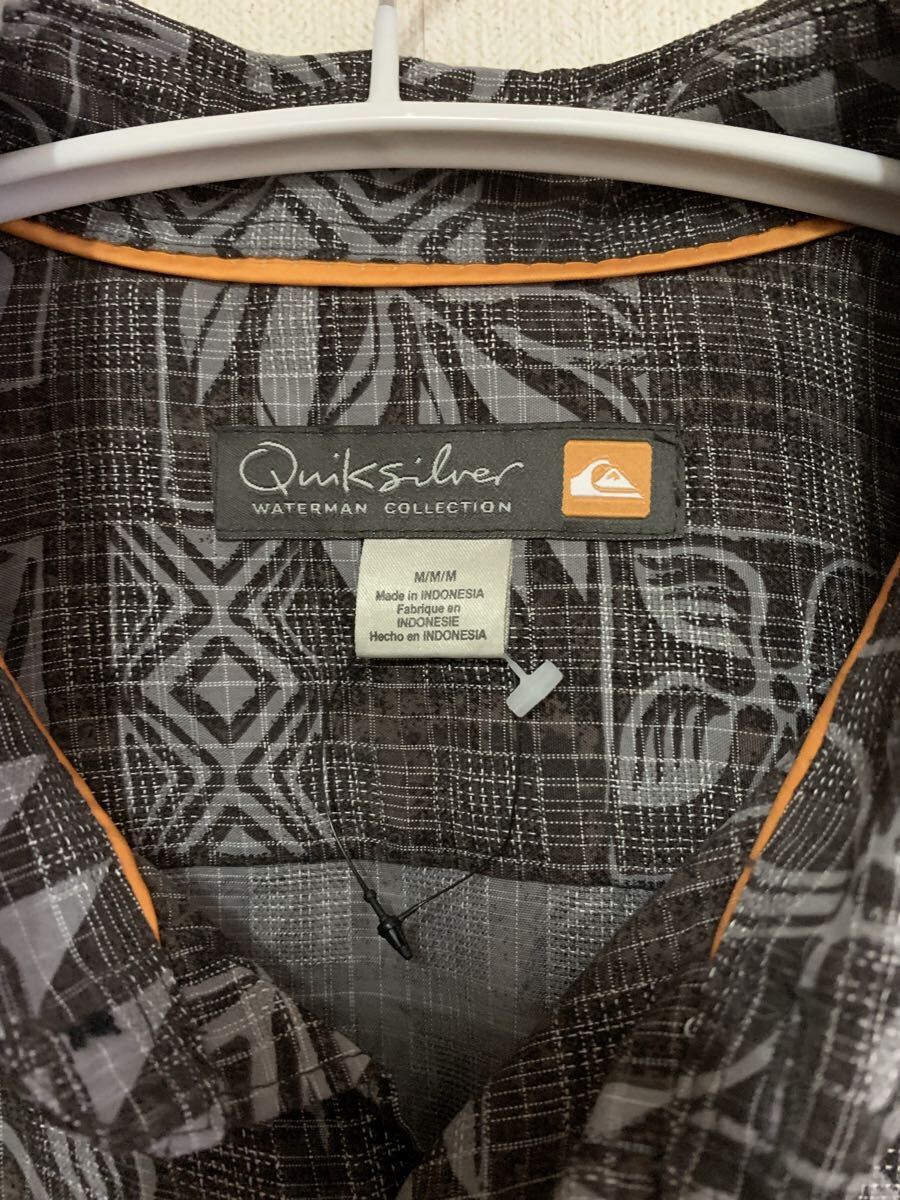 Quiksilver
WATERMAN COLLECTION
M/M/M
Made in INDONESIA
Fabrique en
INDONESIE
Hecho en INDONESIA